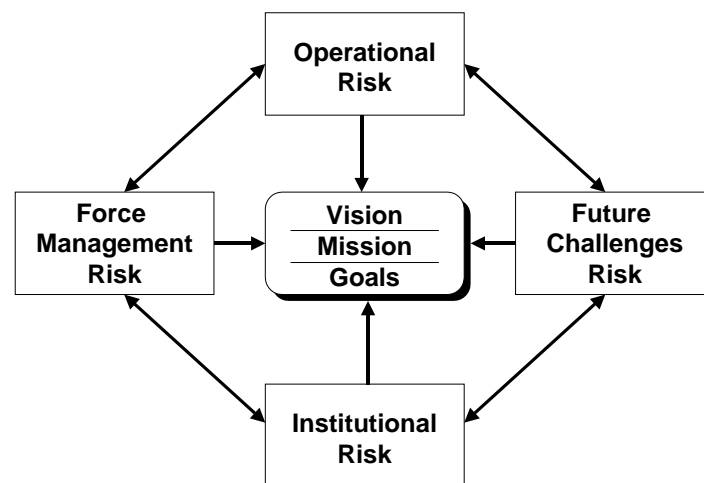 Operational
Risk
Force
Management
Risk
Vision
Mission
Goals
Future
Challenges
Risk
Institutional
Risk